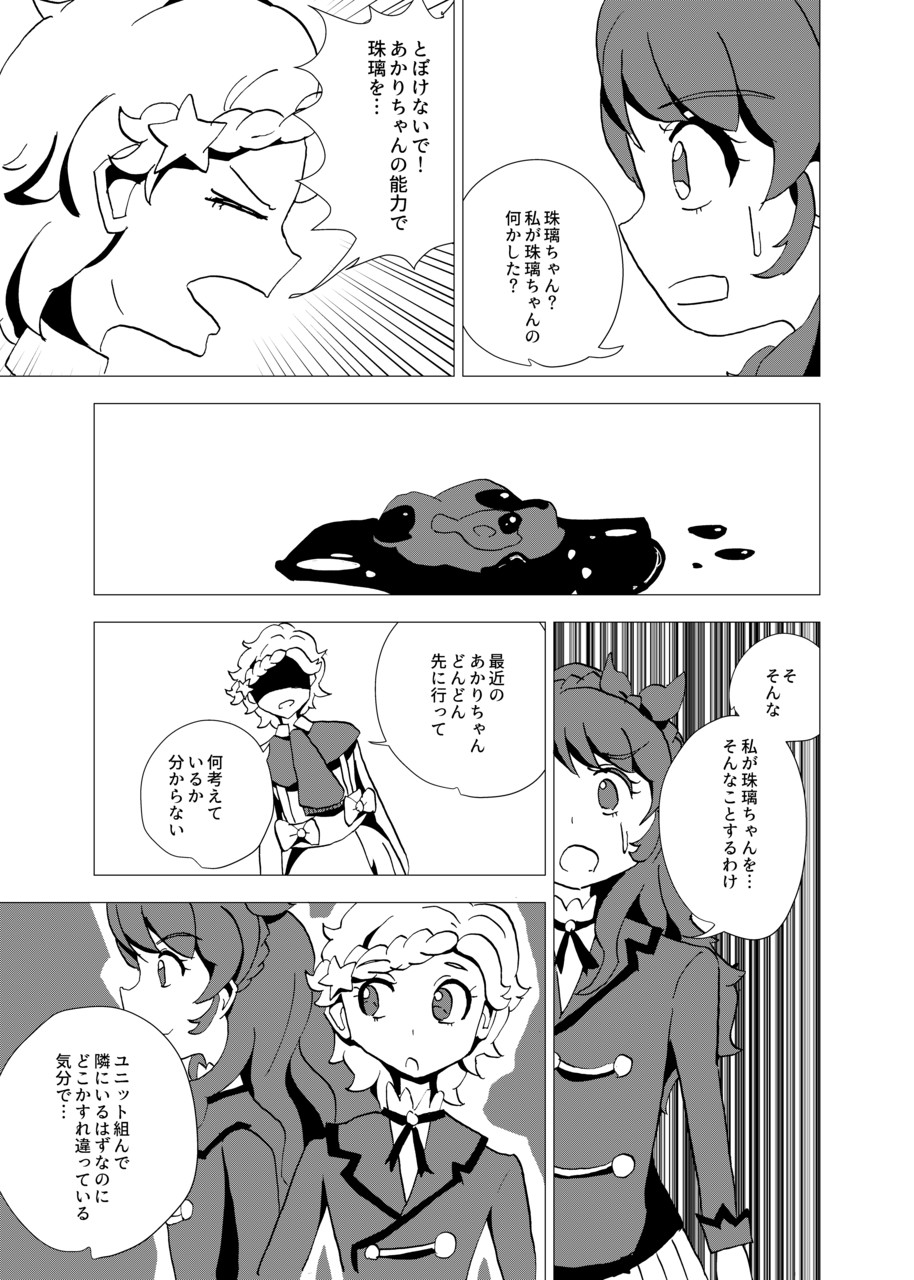 珠璃ちゃん?
私が珠璃ちゃんの
何かした?
とぼけないで!
あかりちゃんの能力で
珠璃を…
そ
そんな
私が珠璃ちゃんを…
そんなことするわけ
最近の
あかりちゃん
どんどん
先に行って
何考えて
いるか
分からない
ユニット組んで
隣にいるはずなのに
どこかすれ違っている
気分で…